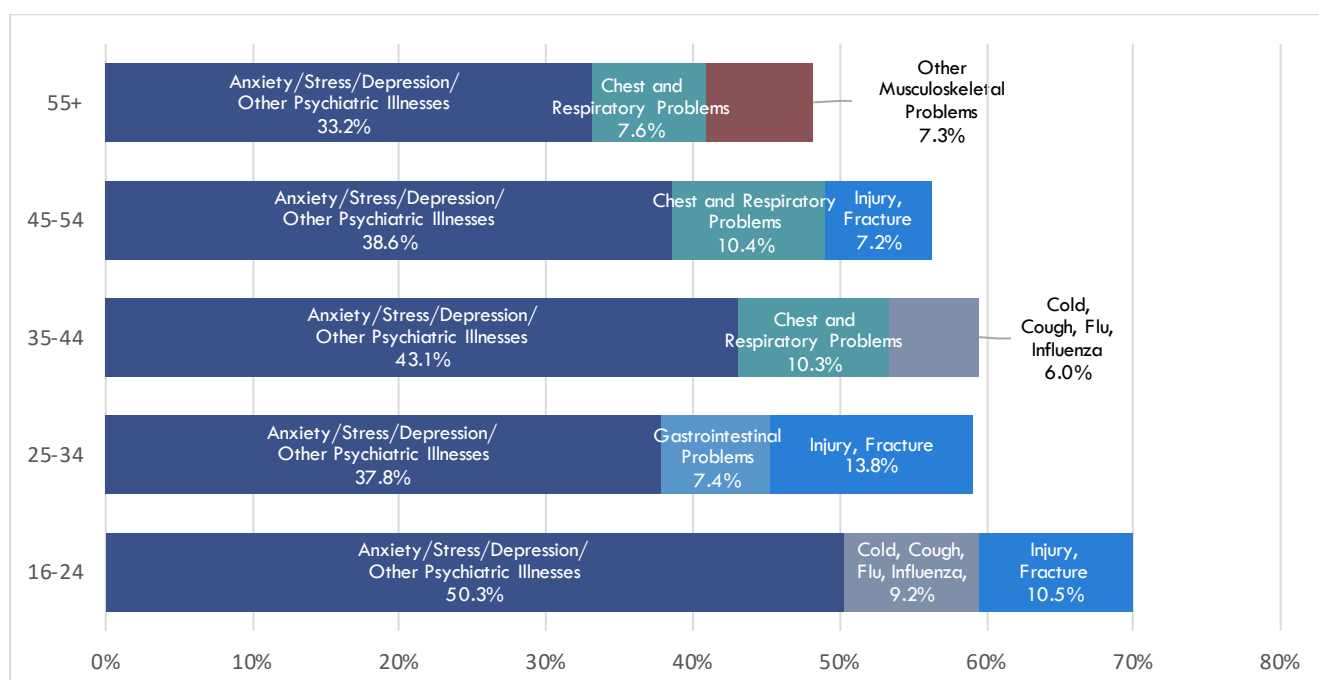 55+
Anxiety/Stress/Depression/
Other Psychiatric Illnesses
33.2%
Chest and
Respiratory Problems
7.6%
Other
Musculoskeletal
Problems
7.3%
45-54
Anxiety/Stress/Depression/
Other Psychiatric Illnesses
38.6%
Chest and Respiratory
Problems
10.4%
Injury,
Fracture
7.2%
35-44
Anxiety/Stress/Depression/
Other Psychiatric Illnesses
43.1%
Chest and
Respiratory Problems
10.3%
Cold,
Cough, Flu,
Influenza
6.0%
25-34
Anxiety/Stress/Depression/
Other Psychiatric Illnesses
37.8%
Gastrointestinal
Problems
7.4%
Injury, Fracture
13.8%
16-24
Anxiety/Stress/Depression/
Other Psychiatric Illnesses
50.3%
Cold, Cough,
Flu, Influenza,
9.2%
Injury,
Fracture
10.5%
0% 10% 20% 30% 40% 50% 60% 70% 80%